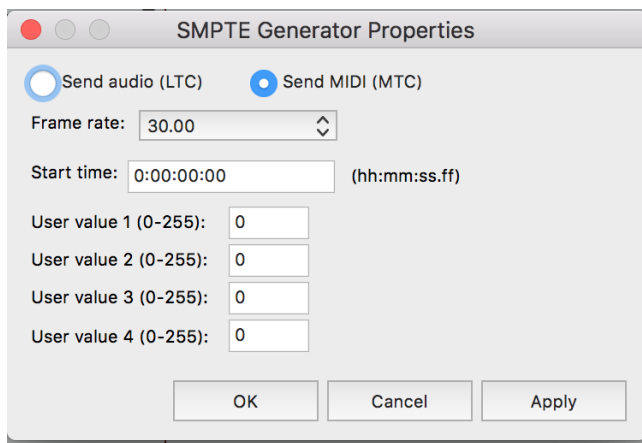 SMPTE Generator Properties
Send audio (LTC) Send MIDI (MTC)
Frame rate: 30.00
Start time: 0:00:00:00 (hh:mm:ss.ff)
User value 1 (0-255): 0
User value 2 (0-255): 0
User value 3 (0-255): 0
User value 4 (0-255): 0
OK Cancel Apply